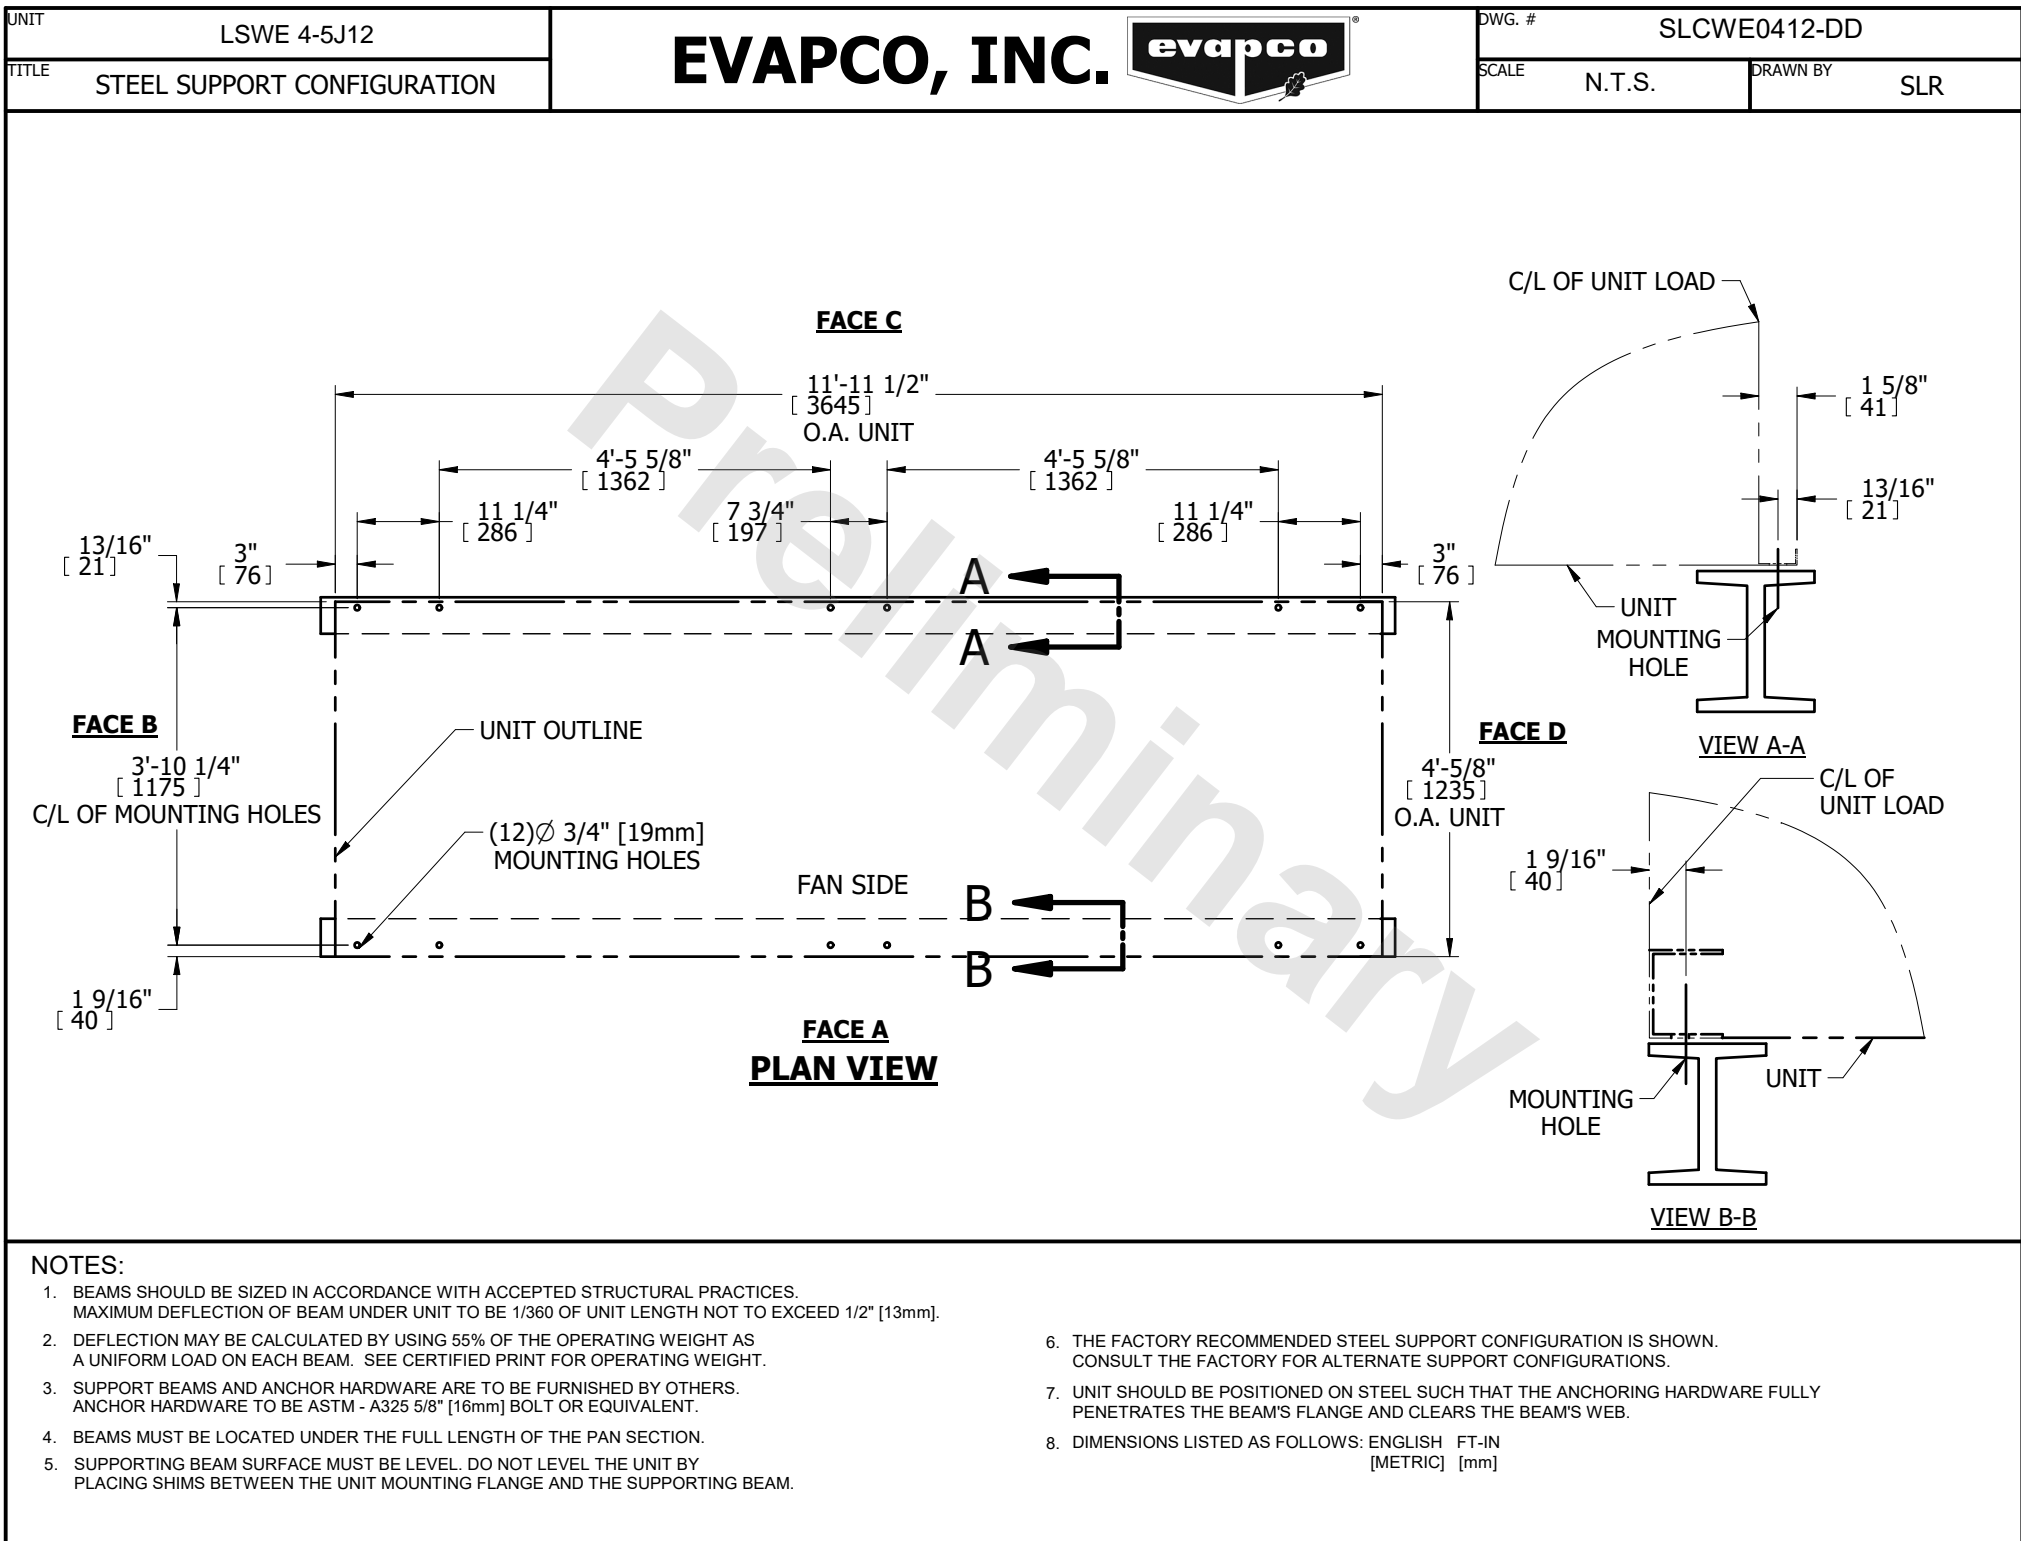 UNIT
LSWE 4-5J12
TITLE
STEEL SUPPORT CONFIGURATION
EVAPCO, INC.
evapco
®
DWG. #
SLCWE0412-DD
SCALE
N.T.S.
DRAWN BY
SLR
Preliminary
FACE C
11'-11 1/2"
[ 3645 ]
O.A. UNIT
4'-5 5/8"
[ 1362 ]
4'-5 5/8"
[ 1362 ]
11 1/4"
[ 286 ]
7 3/4"
[ 197 ]
11 1/4"
[ 286 ]
13/16"
[ 21 ]
3"
[ 76 ]
3"
[ 76 ]
A
A
FACE B
3'-10 1/4"
[ 1175 ]
C/L OF MOUNTING HOLES
UNIT OUTLINE
(12)Ø 3/4" [19mm]
MOUNTING HOLES
FAN SIDE
B
B
FACE D
4'-5/8"
[ 1235 ]
O.A. UNIT
1 9/16"
[ 40 ]
FACE A
PLAN VIEW
C/L OF UNIT LOAD
1 5/8"
[ 41 ]
13/16"
[ 21 ]
UNIT
MOUNTING
HOLE
VIEW A-A
C/L OF
UNIT LOAD
1 9/16"
[ 40 ]
UNIT
MOUNTING
HOLE
VIEW B-B
NOTES:
1. BEAMS SHOULD BE SIZED IN ACCORDANCE WITH ACCEPTED STRUCTURAL PRACTICES.
MAXIMUM DEFLECTION OF BEAM UNDER UNIT TO BE 1/360 OF UNIT LENGTH NOT TO EXCEED 1/2" [13mm].
2. DEFLECTION MAY BE CALCULATED BY USING 55% OF THE OPERATING WEIGHT AS
A UNIFORM LOAD ON EACH BEAM. SEE CERTIFIED PRINT FOR OPERATING WEIGHT.
3. SUPPORT BEAMS AND ANCHOR HARDWARE ARE TO BE FURNISHED BY OTHERS.
ANCHOR HARDWARE TO BE ASTM - A325 5/8" [16mm] BOLT OR EQUIVALENT.
4. BEAMS MUST BE LOCATED UNDER THE FULL LENGTH OF THE PAN SECTION.
5. SUPPORTING BEAM SURFACE MUST BE LEVEL. DO NOT LEVEL THE UNIT BY
PLACING SHIMS BETWEEN THE UNIT MOUNTING FLANGE AND THE SUPPORTING BEAM.
6. THE FACTORY RECOMMENDED STEEL SUPPORT CONFIGURATION IS SHOWN.
CONSULT THE FACTORY FOR ALTERNATE SUPPORT CONFIGURATIONS.
7. UNIT SHOULD BE POSITIONED ON STEEL SUCH THAT THE ANCHORING HARDWARE FULLY
PENETRATES THE BEAM'S FLANGE AND CLEARS THE BEAM'S WEB.
8. DIMENSIONS LISTED AS FOLLOWS: ENGLISH FT-IN
[METRIC] [mm]